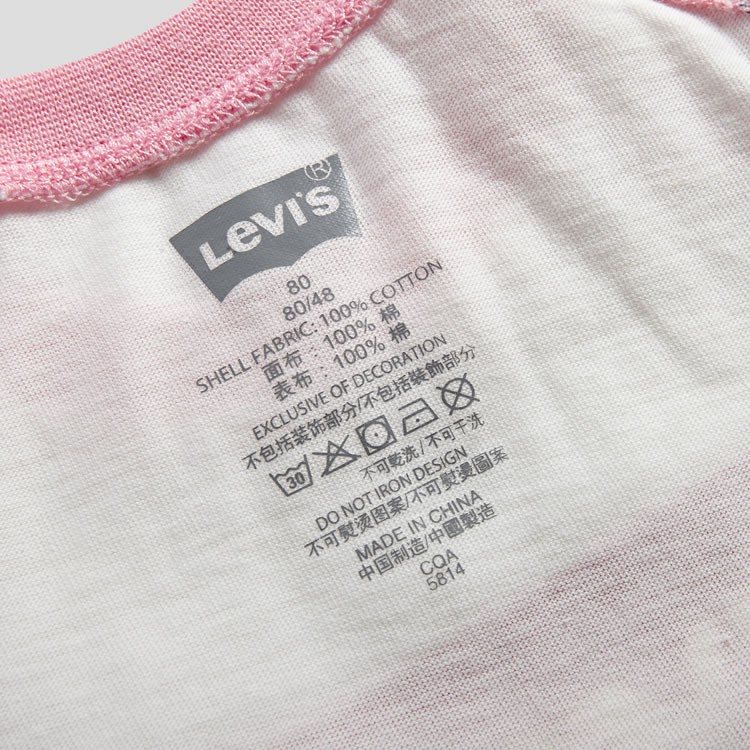 Levi's®
80
80/48
SHELL FABRIC: 100% COTTON
面布 : 100% 棉
表布 : 100% 棉
EXCLUSIVE OF DECORATION
不包括装饰部分/不包括裝飾部分
30
不可乾洗/不可干洗
DO NOT IRON DESIGN
不可熨烫图案/不可熨燙圖案
MADE IN CHINA
中国制造/中國製造
CQA
5814